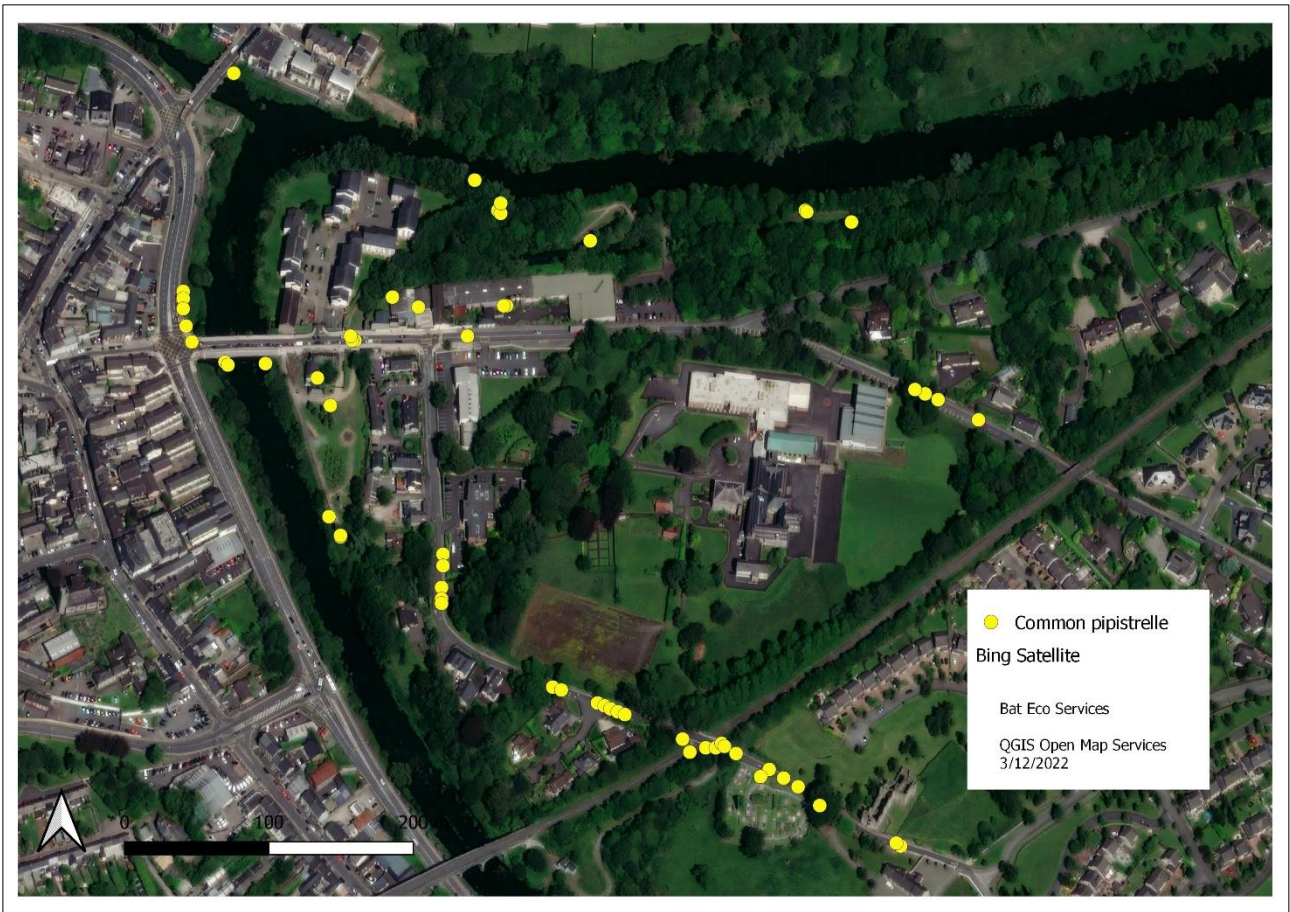 Common pipistrelle
Bing Satellite
Bat Eco Services
QGIS Open Map Services
3/12/2022
0 100 200